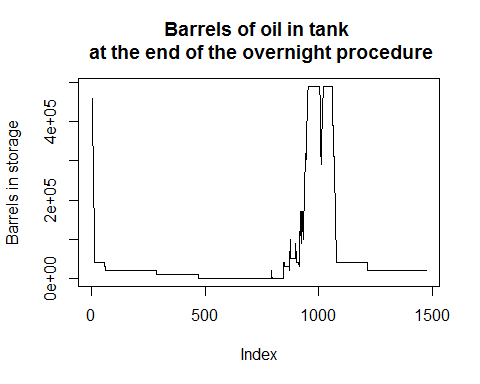 Barrels of oil in tank
at the end of the overnight procedure
Barrels in storage
4e+05
2e+05
0e+00
0 500 1000 1500
Index